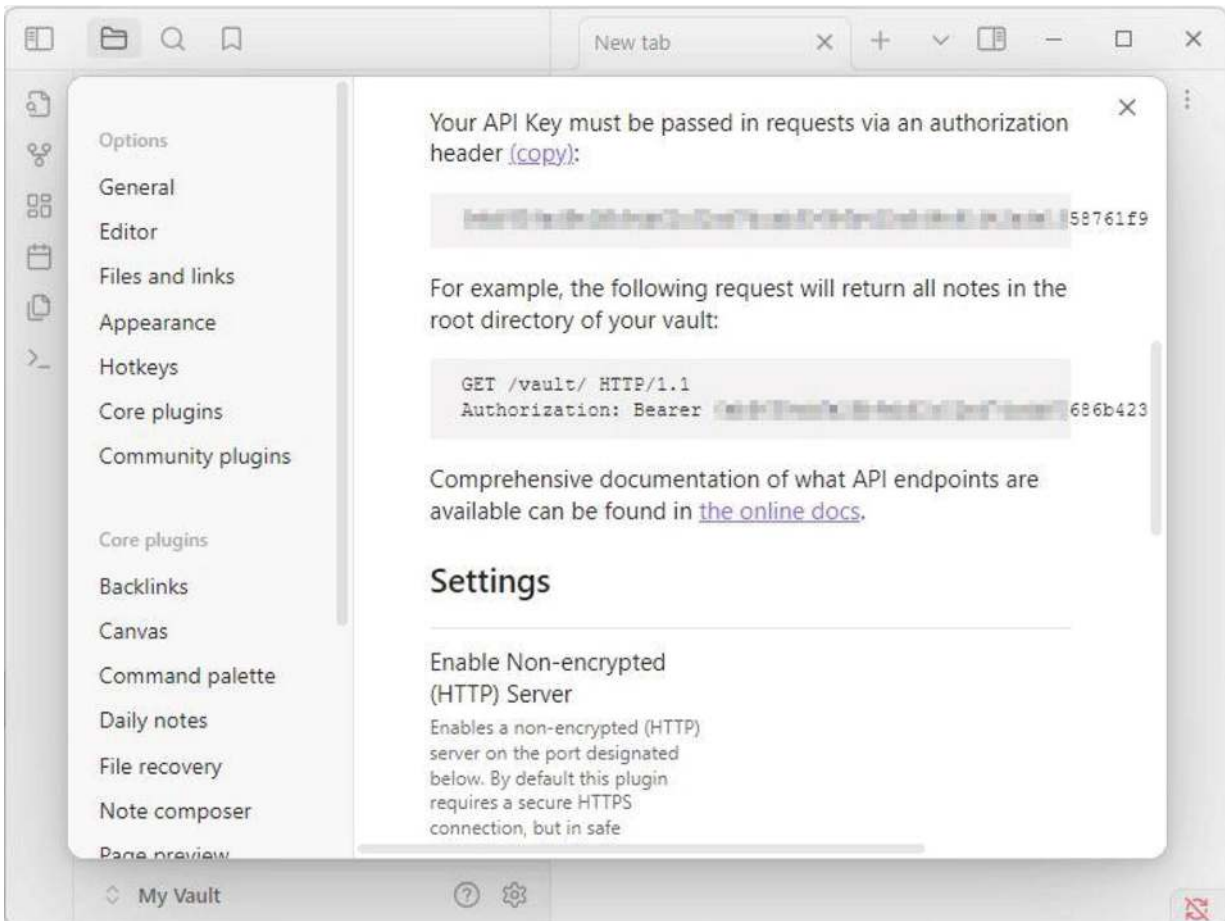 New tab
Options
General
Editor
Files and links
Appearance
Hotkeys
Core plugins
Community plugins
Core plugins
Backlinks
Canvas
Command palette
Daily notes
File recovery
Note composer
Page preview
My Vault
Your API Key must be passed in requests via an authorization
header (copy):
58761f9
For example, the following request will return all notes in the
root directory of your vault:
GET /vault/ HTTP/1.1
Authorization: Bearer 686b423
Comprehensive documentation of what API endpoints are
available can be found in the online docs.
Settings
Enable Non-encrypted
(HTTP) Server
Enables a non-encrypted (HTTP)
server on the port designated
below. By default this plugin
requires a secure HTTPS
connection, but in safe